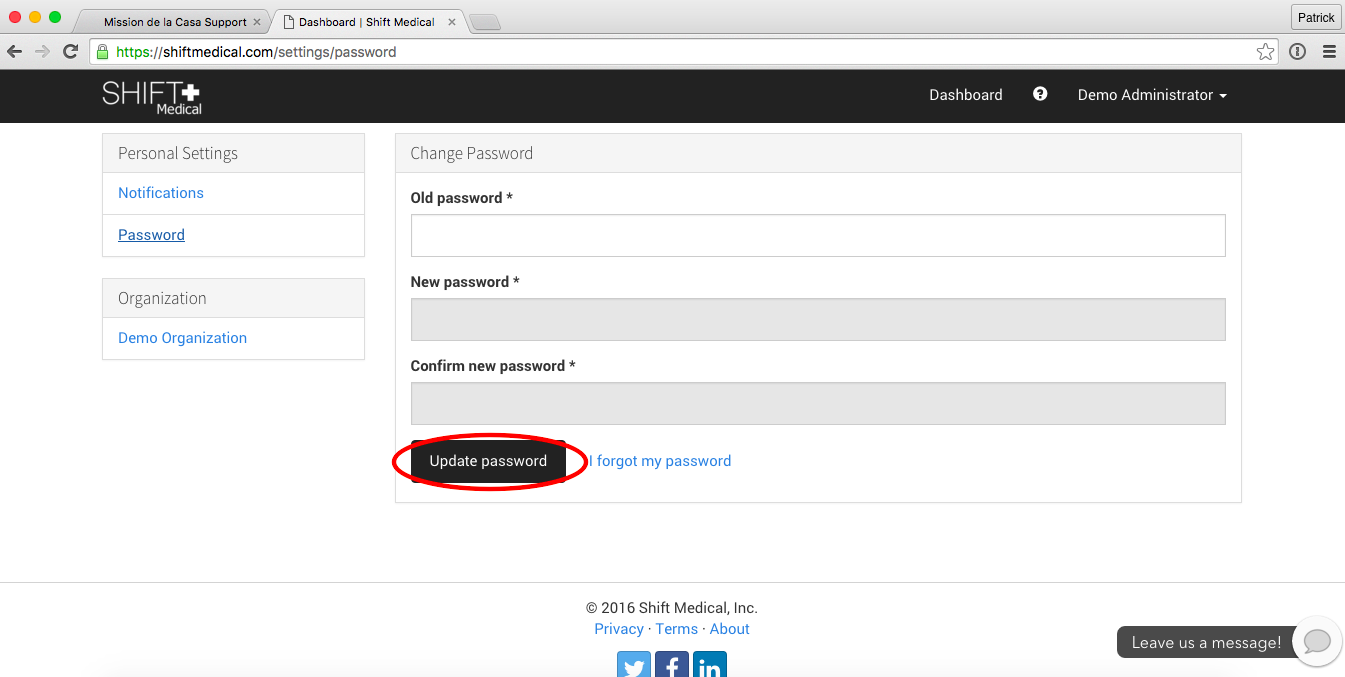 Mission de la Casa Support
Dashboard | Shift Medical
Patrick
https://shiftmedical.com/settings/password
SHIFT
Medical
Dashboard
Demo Administrator
Personal Settings
Notifications
Password
Organization
Demo Organization
Change Password
Old password *
New password *
Confirm new password *
Update password
I forgot my password
© 2016 Shift Medical, Inc.
Privacy · Terms · About
Leave us a message!